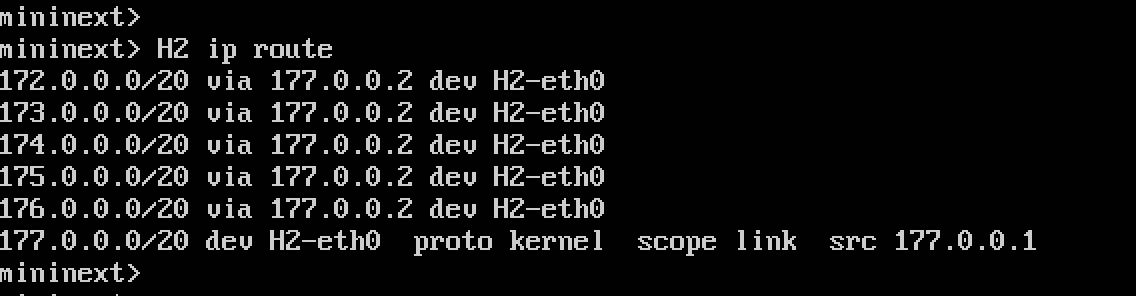 mininext>
mininext> H2 ip route
172.0.0.0/20 via 177.0.0.2 dev H2-eth0
173.0.0.0/20 via 177.0.0.2 dev H2-eth0
174.0.0.0/20 via 177.0.0.2 dev H2-eth0
175.0.0.0/20 via 177.0.0.2 dev H2-eth0
176.0.0.0/20 via 177.0.0.2 dev H2-eth0
177.0.0.0/20 dev H2-eth0  proto kernel  scope link  src 177.0.0.1
mininext>